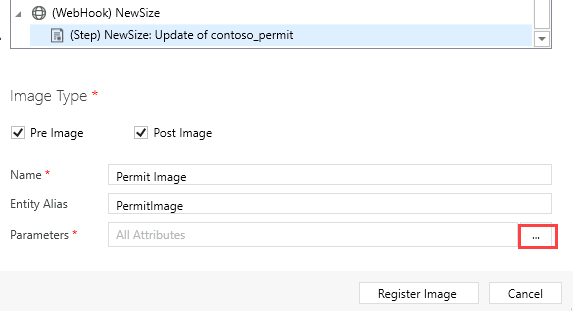 (WebHook) NewSize
(Step) NewSize: Update of contoso_permit
Image Type *
Pre Image Post Image
Name * Permit Image
Entity Alias PermitImage
Parameters * All Attributes ...
Register Image Cancel